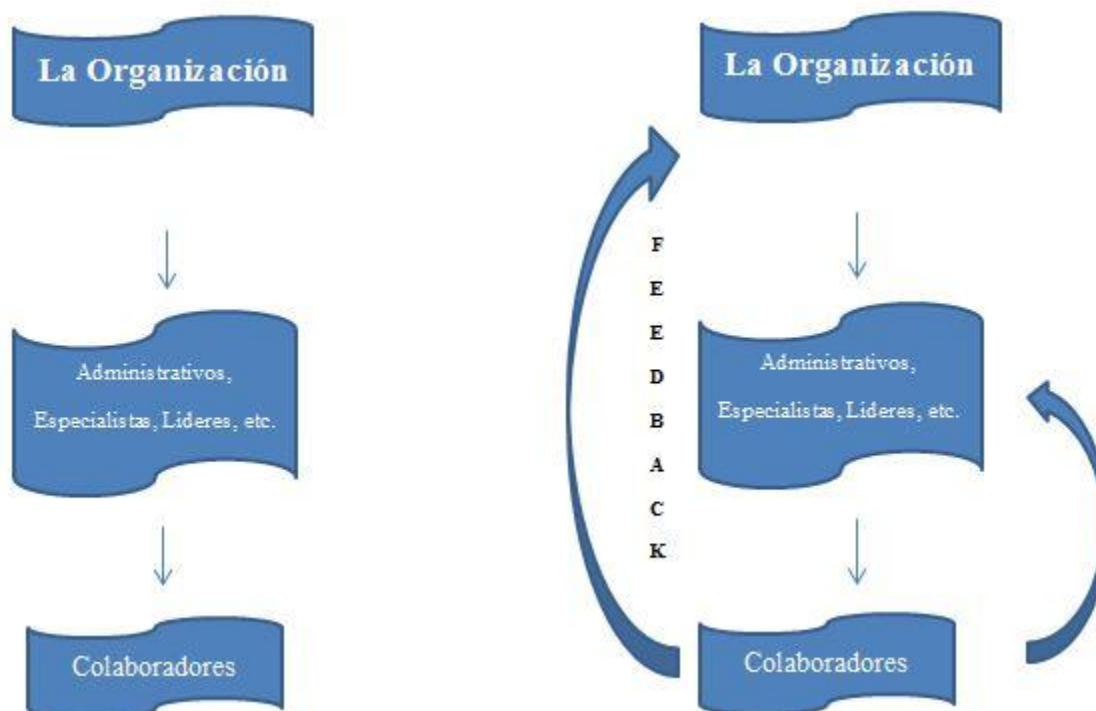 La Organización
Administrativos,
Especialistas, Lideres, etc.
Colaboradores
La Organización
F
E
E
D
B
A
C
K
Administrativos,
Especialistas, Lideres, etc.
Colaboradores